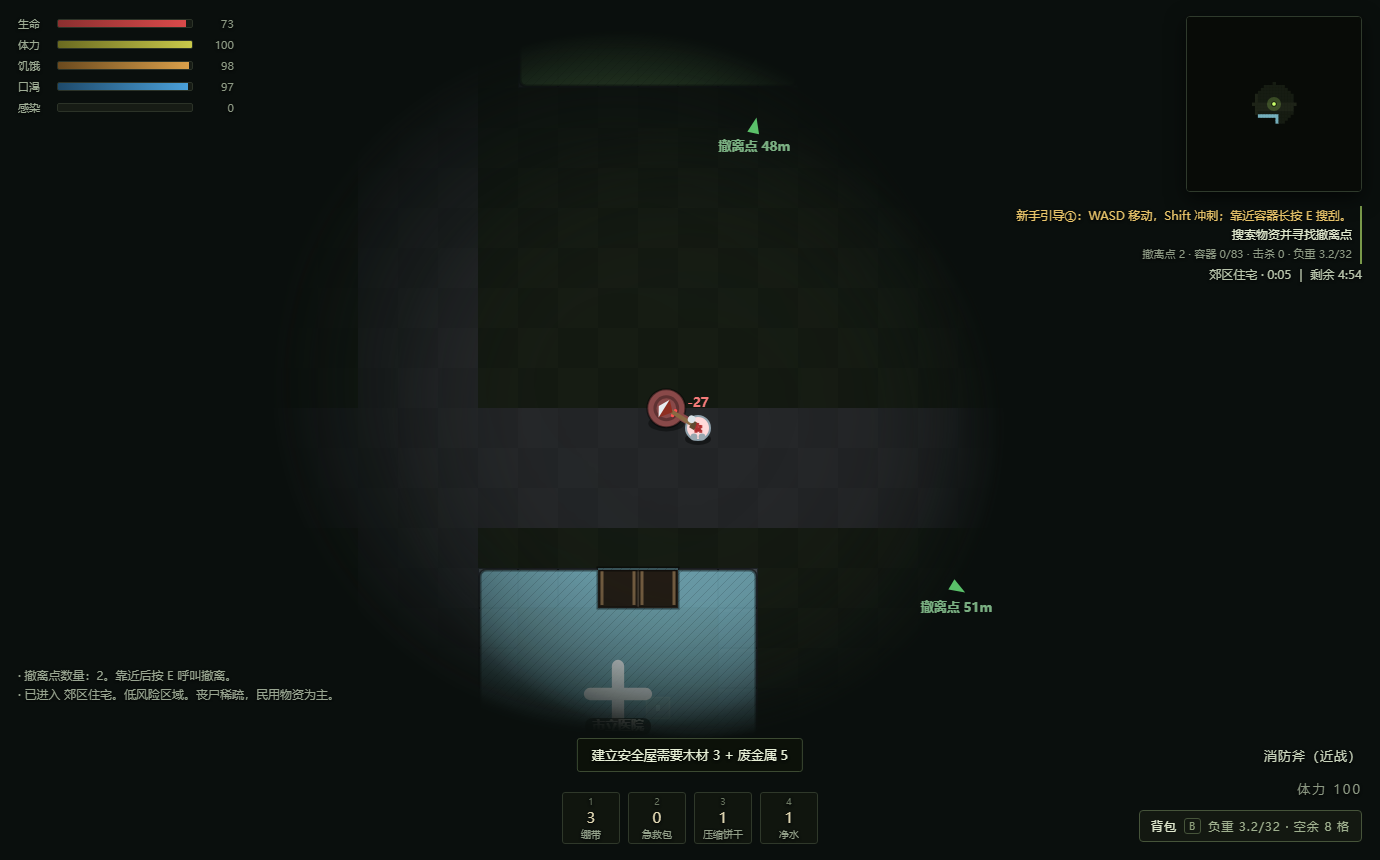 生命 73
体力 100
饥饿 98
口渴 97
感染 0
撤离点 48m
新手引导①：WASD 移动，Shift 冲刺；靠近容器长按 E 搜刮。
搜索物资并寻找撤离点
撤离点 2 · 容器 0/83 · 击杀 0 · 负重 3.2/32
郊区住宅 · 0:05 | 剩余 4:54
-27
撤离点 51m
· 撤离点数量：2。靠近后按 E 呼叫撤离。
· 已进入 郊区住宅。低风险区域。丧尸稀疏，民用物资为主。
市立医院
建立安全屋需要木材 3 + 废金属 5
消防斧（近战）
体力 100
1
3
绷带
2
0
急救包
3
1
压缩饼干
4
1
净水
背包 B 负重 3.2/32 · 空余 8 格